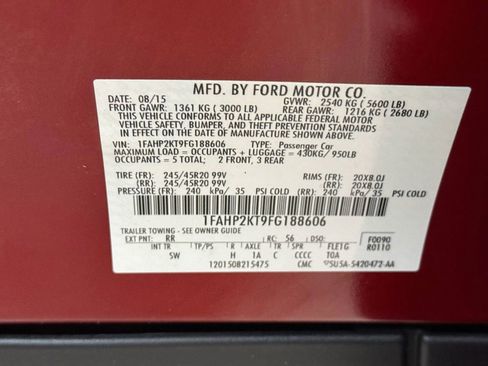 MFD. BY FORD MOTOR CO.
DATE: 08/15 GVWR: 2540 KG ( 5600 LB)
FRONT GAWR: 1361 KG ( 3000 LB) REAR GAWR: 1216 KG ( 2680 LB)
THIS VEHICLE CONFORMS TO ALL APPLICABLE FEDERAL MOTOR
VEHICLE SAFETY, BUMPER, AND THEFT PREVENTION STANDARDS
IN EFFECT ON THE DATE OF MANUFACTURE SHOWN ABOVE.
VIN: 1FAHP2KT9FG188606 TYPE: Passenger Car
MAXIMUM LOAD = OCCUPANTS + LUGGAGE = 430KG/950LB
OCCUPANTS = 5 TOTAL; 2 FRONT, 3 REAR
TIRE (FR): 245/45R20 99V RIMS (FR): 20X8.0J
(RR): 245/45R20 99V (RR): 20X8.0J
PRESSURE (FR): 240 kPa/ 35 PSI COLD (RR): 240 kPa/ 35 PSI COLD
1FAHP2KT9FG188606
TRAILER TOWING - SEE OWNER GUIDE
EXT PNT: RR RC: 56 DSO: F0090
INT TR TP/PS R AXLE TR FLETG R0110
SW H 1A C CCCC TOA
1201508215475 CMC SU5A-5420472-AA